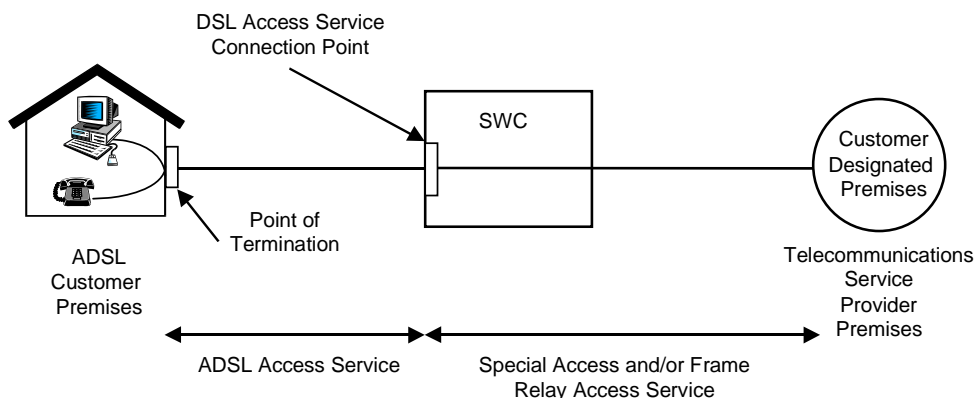 DSL Access Service
Connection Point
SWC
Customer
Designated
Premises
Point of
Termination
ADSL
Customer
Premises
Telecommunications
Service
Provider
Premises
ADSL Access Service
Special Access and/or Frame
Relay Access Service